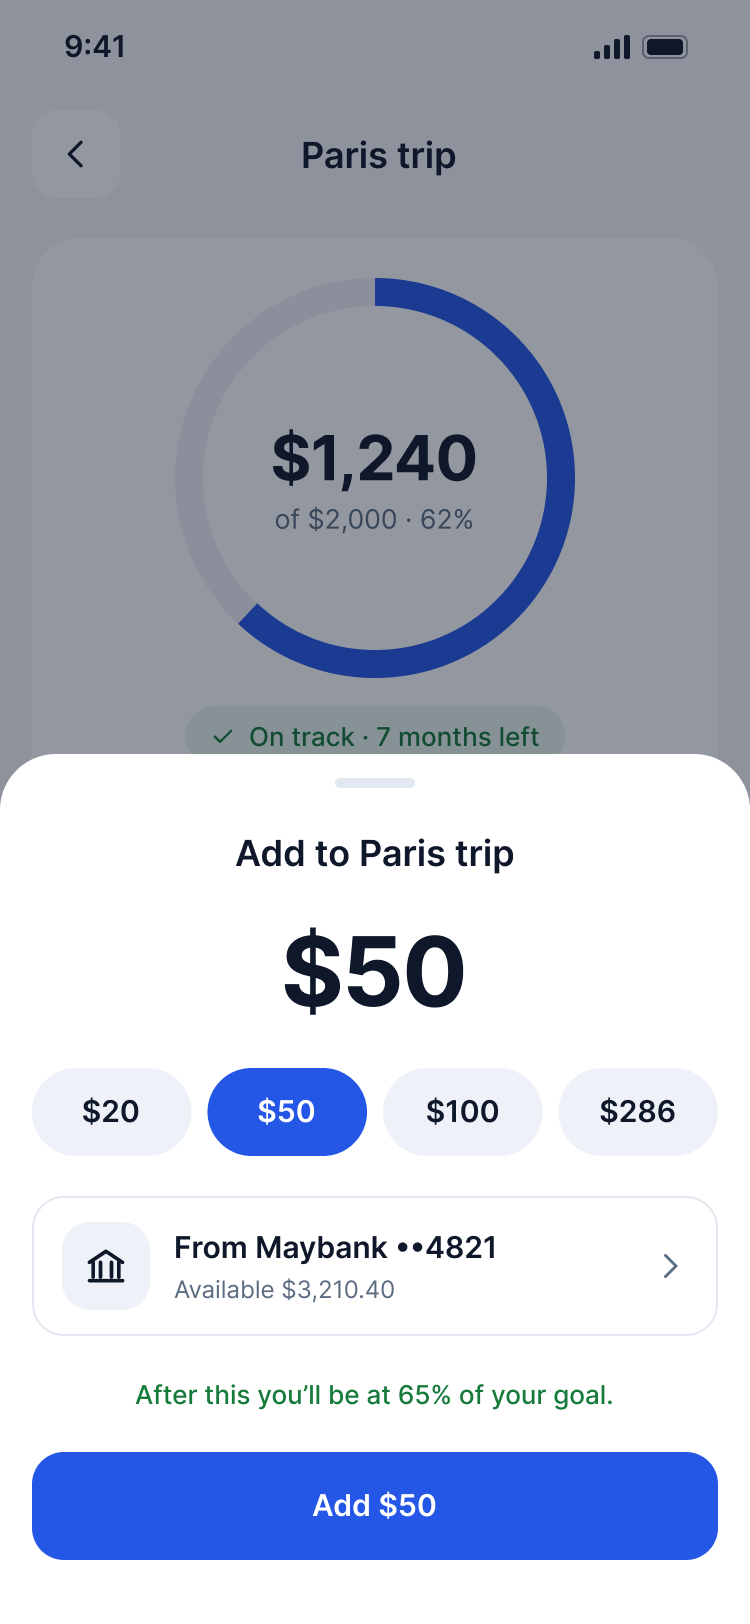 9:41
Paris trip
$1,240
of $2,000 · 62%
On track · 7 months left
Add to Paris trip
$50
$20
$50
$100
$286
From Maybank ••4821
Available $3,210.40
After this you’ll be at 65% of your goal.
Add $50